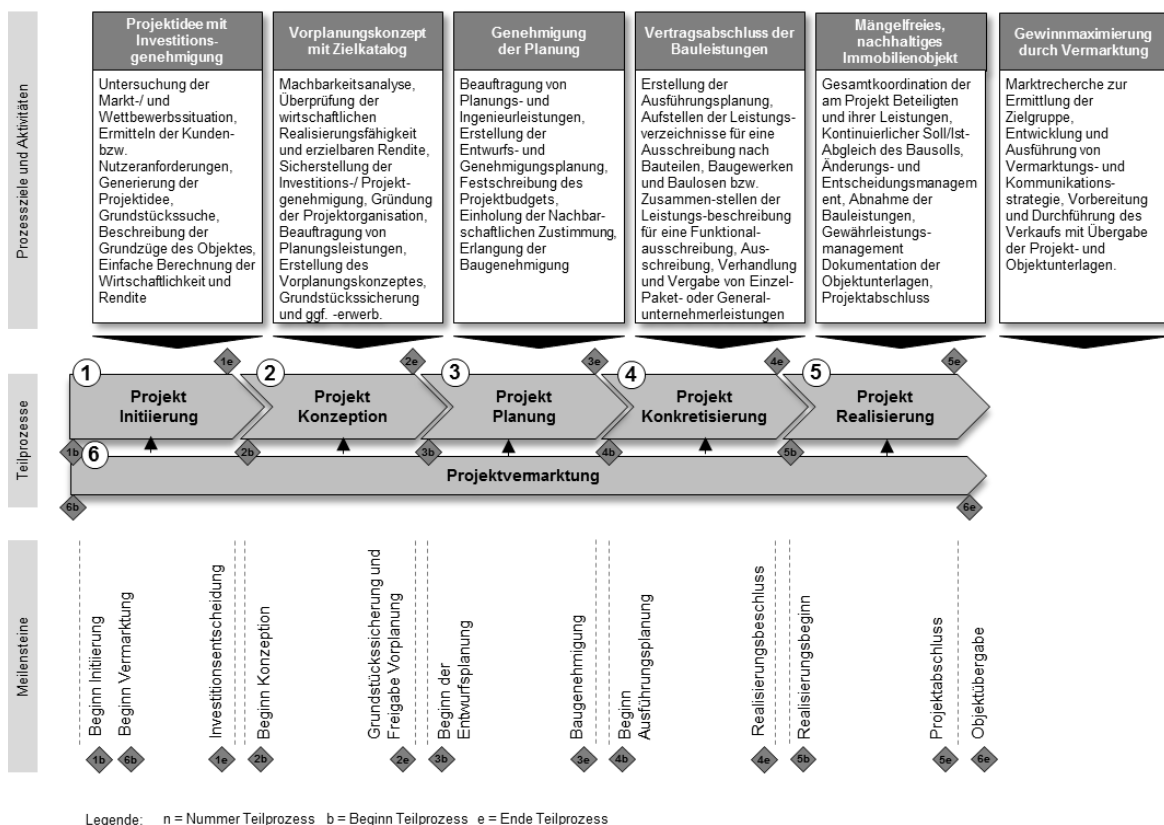 Prozessziele und Aktivitäten
Projektidee mit
Investitions-
genehmigung
Untersuchung der
Markt-/ und
Wettbewerbssituation,
Ermitteln der Kunden-
bzw.
Nutzeranforderungen,
Generierung der
Projektidee,
Grundstückssuche,
Beschreibung der
Grundzüge des Objektes,
Einfache Berechnung der
Wirtschaftlichkeit und
Rendite
Vorplanungskonzept
mit Zielkatalog
Machbarkeitsanalyse,
Überprüfung der
wirtschaftlichen
Realisierungsfähigkeit
und erzielbaren Rendite,
Sicherstellung der
Investitions-/ Projekt-
genehmigung, Gründung
der Projektorganisation,
Beauftragung von
Planungsleistungen,
Erstellung des
Vorplanungskonzeptes,
Grundstückssicherung
und ggf. -erwerb.
Genehmigung
der Planung
Beauftragung von
Planungs- und
Ingenieurleistungen,
Erstellung der
Entwurfs- und
Genehmigungsplanung,
Festschreibung des
Projektbudgets,
Einholung der Nachbar-
schaftlichen Zustimmung,
Erlangung der
Baugenehmigung
Vertragsabschluss der
Bauleistungen
Erstellung der
Ausführungsplanung,
Aufstellen der Leistungs-
verzeichnisse für eine
Ausschreibung nach
Bauteilen, Baugewerken
und Baulosen bzw.
Zusammen-stellen der
Leistungs-beschreibung
für eine Funktional-
ausschreibung, Aus-
schreibung, Verhandlung
und Vergabe von Einzel-
Paket- oder General-
unternehmerleistungen
Mängelfreies,
nachhaltiges
Immobilienobjekt
Gesamtkoordination der
am Projekt Beteiligten
und ihrer Leistungen,
Kontinuierlicher Soll/Ist-
Abgleich des Bausolls,
Änderungs- und
Entscheidungsmanagem
ent, Abnahme der
Bauleistungen,
Gewährleistungs-
management
Dokumentation der
Objektunterlagen,
Projektabschluss
Gewinnmaximierung
durch Vermarktung
Marktrecherche zur
Ermittlung der
Zielgruppe,
Entwicklung und
Ausführung von
Vermarktungs- und
Kommunikations-
strategie, Vorbereitung
und Durchführung des
Verkaufs mit Übergabe
der Projekt- und
Objektunterlagen.
Teilprozesse
1e
2e
3e
4e
5e
1
Projekt
Initiierung
2
Projekt
Konzeption
3
Projekt
Planung
4
Projekt
Konkretisierung
5
Projekt
Realisierung
1b
2b
3b
4b
5b
6
Projektvermarktung
6b
6e
Meilensteine
Beginn Initiierung
Beginn Vermarktung
Investitionsentscheidung
Beginn Konzeption
Grundstückssicherung und
Freigabe Vorplanung
Beginn der
Entwurfsplanung
Baugenehmigung
Beginn
Ausführungsplanung
Realisierungsbeschluss
Realisierungsbeginn
Projektabschluss
Objektübergabe
1b
6b
1e
2b
2e
3b
3e
4b
4e
5b
5e
6e
Legende: n = Nummer Teilprozess b = Beginn Teilprozess e = Ende Teilprozess